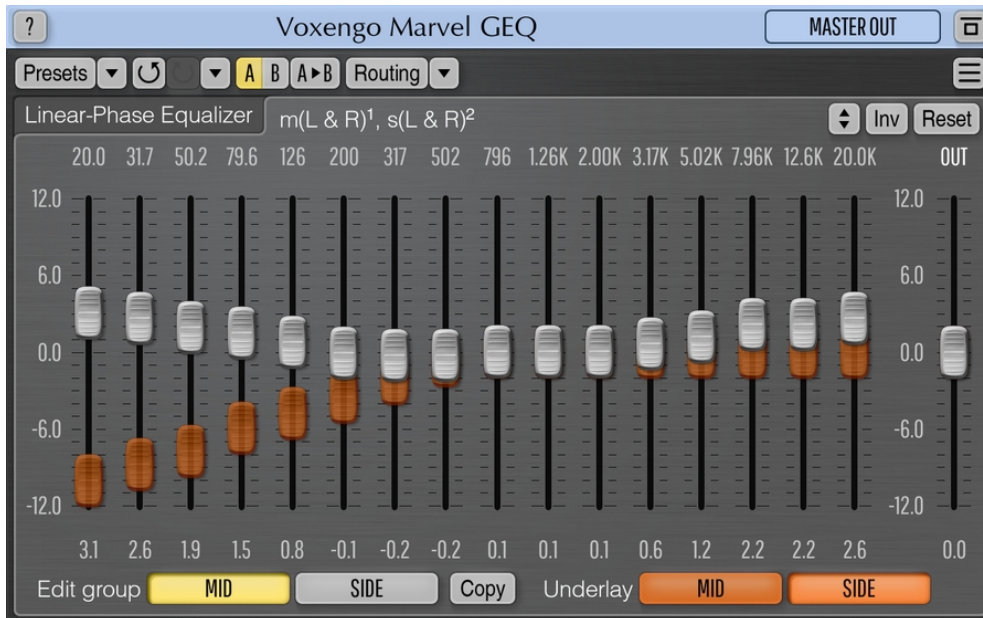 ? Voxengo Marvel GEQ MASTER OUT
Presets A B A▸B Routing
Linear-Phase Equalizer m(L & R)¹, s(L & R)² Inv Reset
20.0 31.7 50.2 79.6 126 200 317 502 796 1.26K 2.00K 3.17K 5.02K 7.96K 12.6K 20.0K OUT
12.0 12.0
6.0 6.0
0.0 0.0
-6.0 -6.0
-12.0 -12.0
3.1 2.6 1.9 1.5 0.8 -0.1 -0.2 -0.2 0.1 0.1 0.1 0.6 1.2 2.2 2.2 2.6 0.0
Edit group MID SIDE Copy Underlay MID SIDE